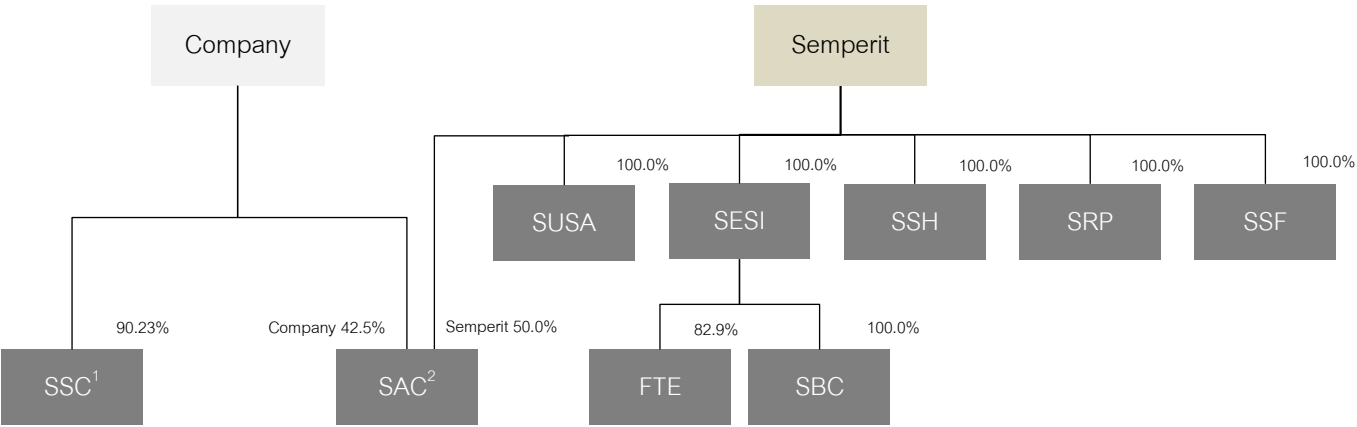 Company
Semperit
100.0%
100.0%
100.0%
100.0%
100.0%
SUSA
SESI
SSH
SRP
SSF
90.23%
Company 42.5%
Semperit 50.0%
82.9%
100.0%
SSC¹
SAC²
FTE
SBC